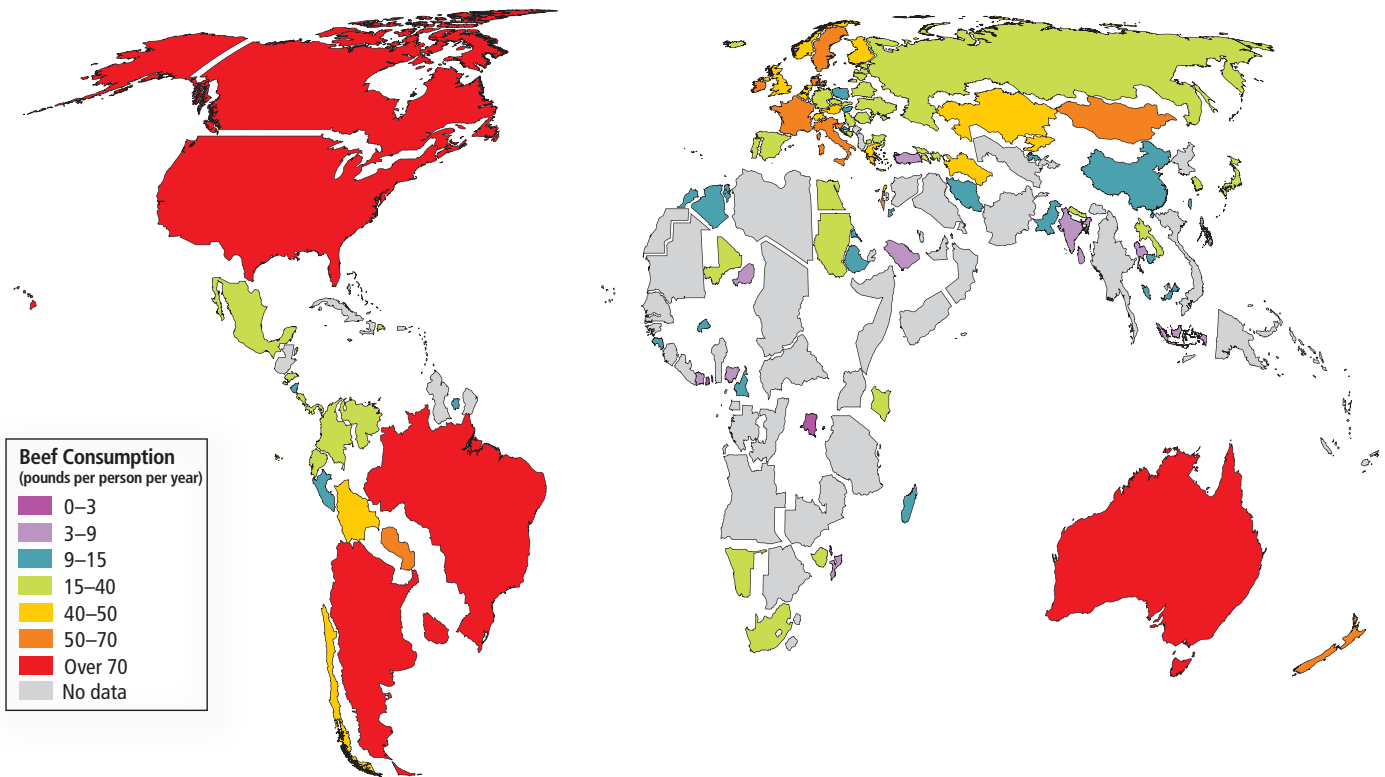 Beef Consumption
(pounds per person per year)
0–3
3–9
9–15
15–40
40–50
50–70
Over 70
No data